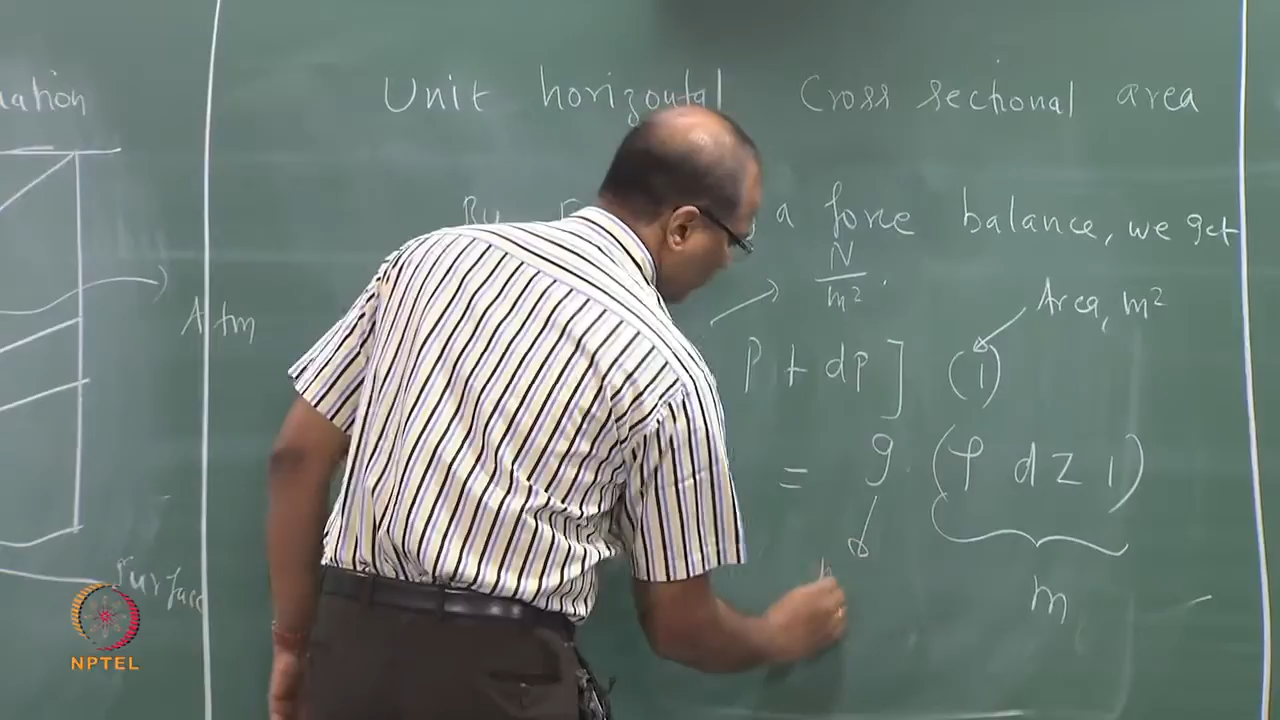 Unit horizontal Cross sectional area
a force balance, we get
N
m²
Area, m²
Atm
P + dp ] (1)
= g (ρ dz 1)
m
Surface
NPTEL